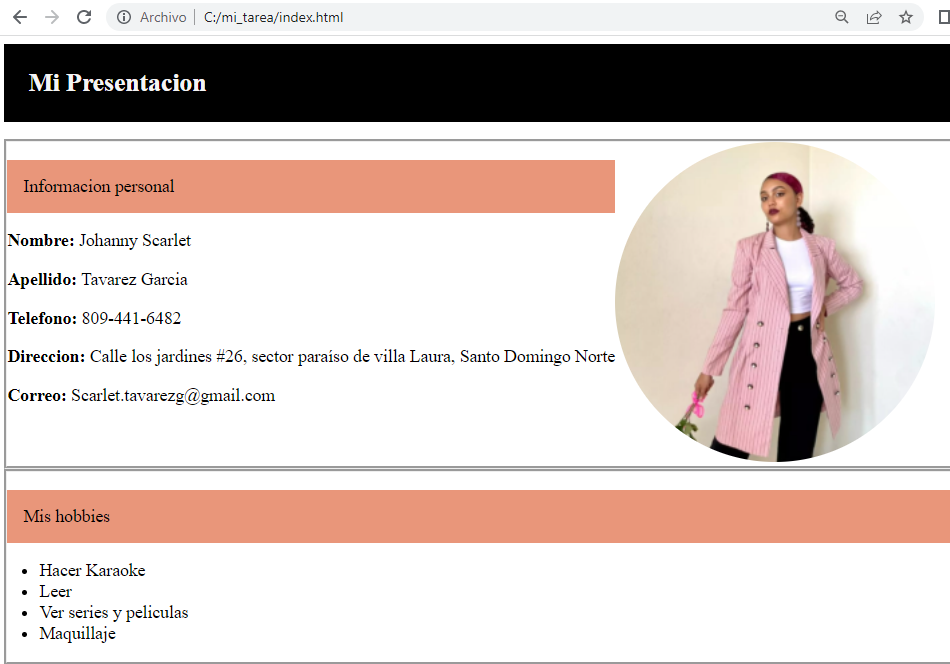 Archivo | C:/mi_tarea/index.html
Mi Presentacion
Informacion personal
Nombre: Johanny Scarlet
Apellido: Tavarez Garcia
Telefono: 809-441-6482
Direccion: Calle los jardines #26, sector paraíso de villa Laura, Santo Domingo Norte
Correo: Scarlet.tavarezg@gmail.com
Mis hobbies
Hacer Karaoke
Leer
Ver series y peliculas
Maquillaje